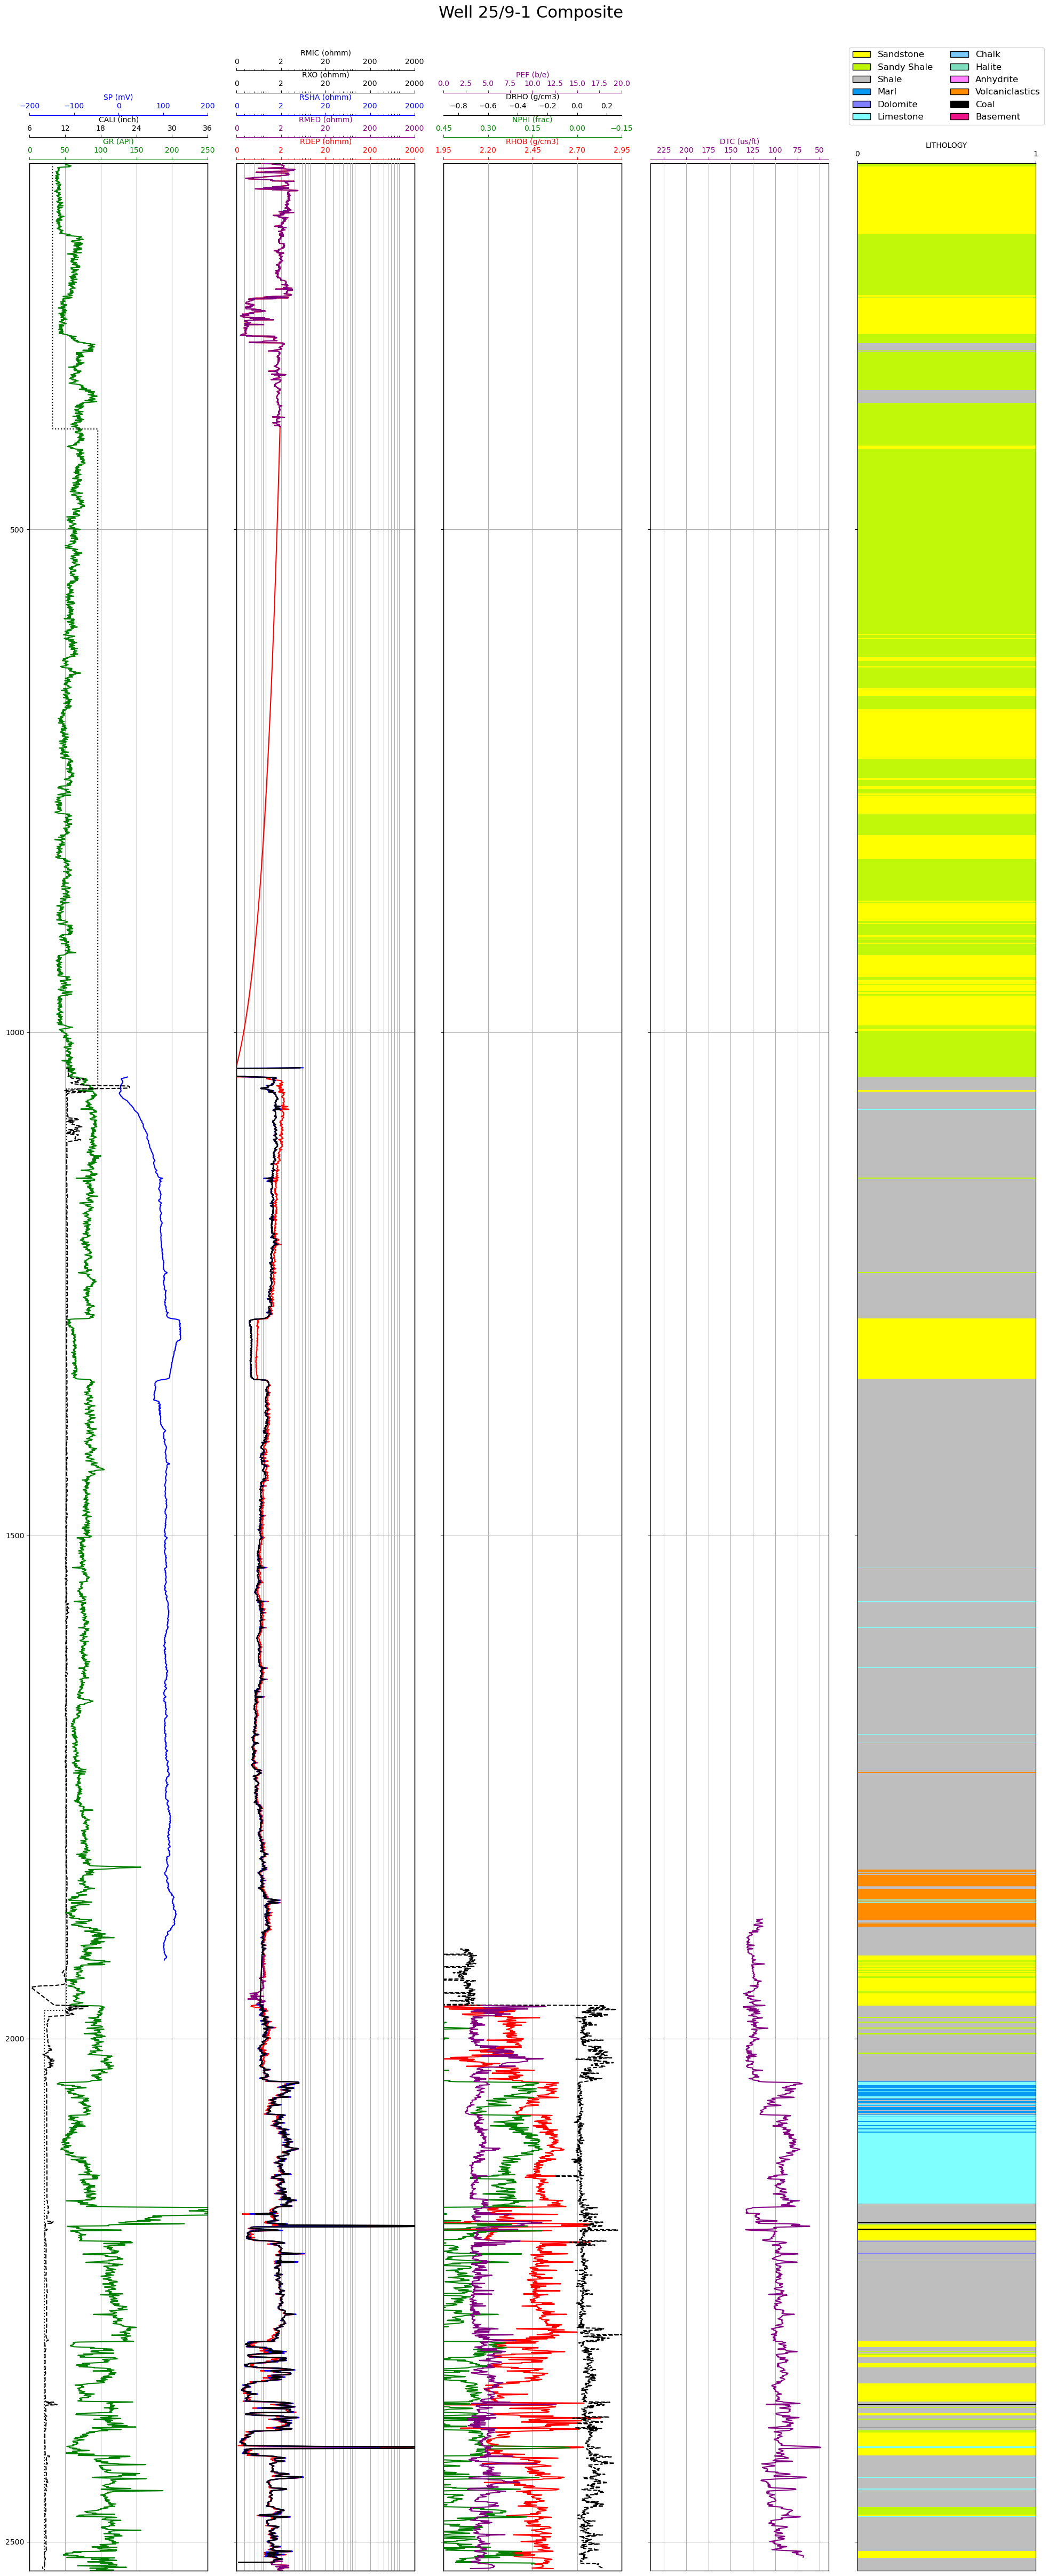 Well 25/9-1 Composite
RMIC (ohmm)
0 2 20 200 2000
RXO (ohmm)
0 2 20 200 2000
PEF (b/e)
0.0 2.5 5.0 7.5 10.0 12.5 15.0 17.5 20.0
SP (mV)
−200 −100 0 100 200
RSHA (ohmm)
0 2 20 200 2000
DRHO (g/cm3)
−0.8 −0.6 −0.4 −0.2 0.0 0.2
CALI (inch)
6 12 18 24 30 36
RMED (ohmm)
0 2 20 200 2000
NPHI (frac)
0.45 0.30 0.15 0.00 −0.15
GR (API)
0 50 100 150 200 250
RDEP (ohmm)
0 2 20 200 2000
RHOB (g/cm3)
1.95 2.20 2.45 2.70 2.95
DTC (us/ft)
225 200 175 150 125 100 75 50
Sandstone
Sandy Shale
Shale
Marl
Dolomite
Limestone
Chalk
Halite
Anhydrite
Volcaniclastics
Coal
Basement
LITHOLOGY
0 1
500
1000
1500
2000
2500